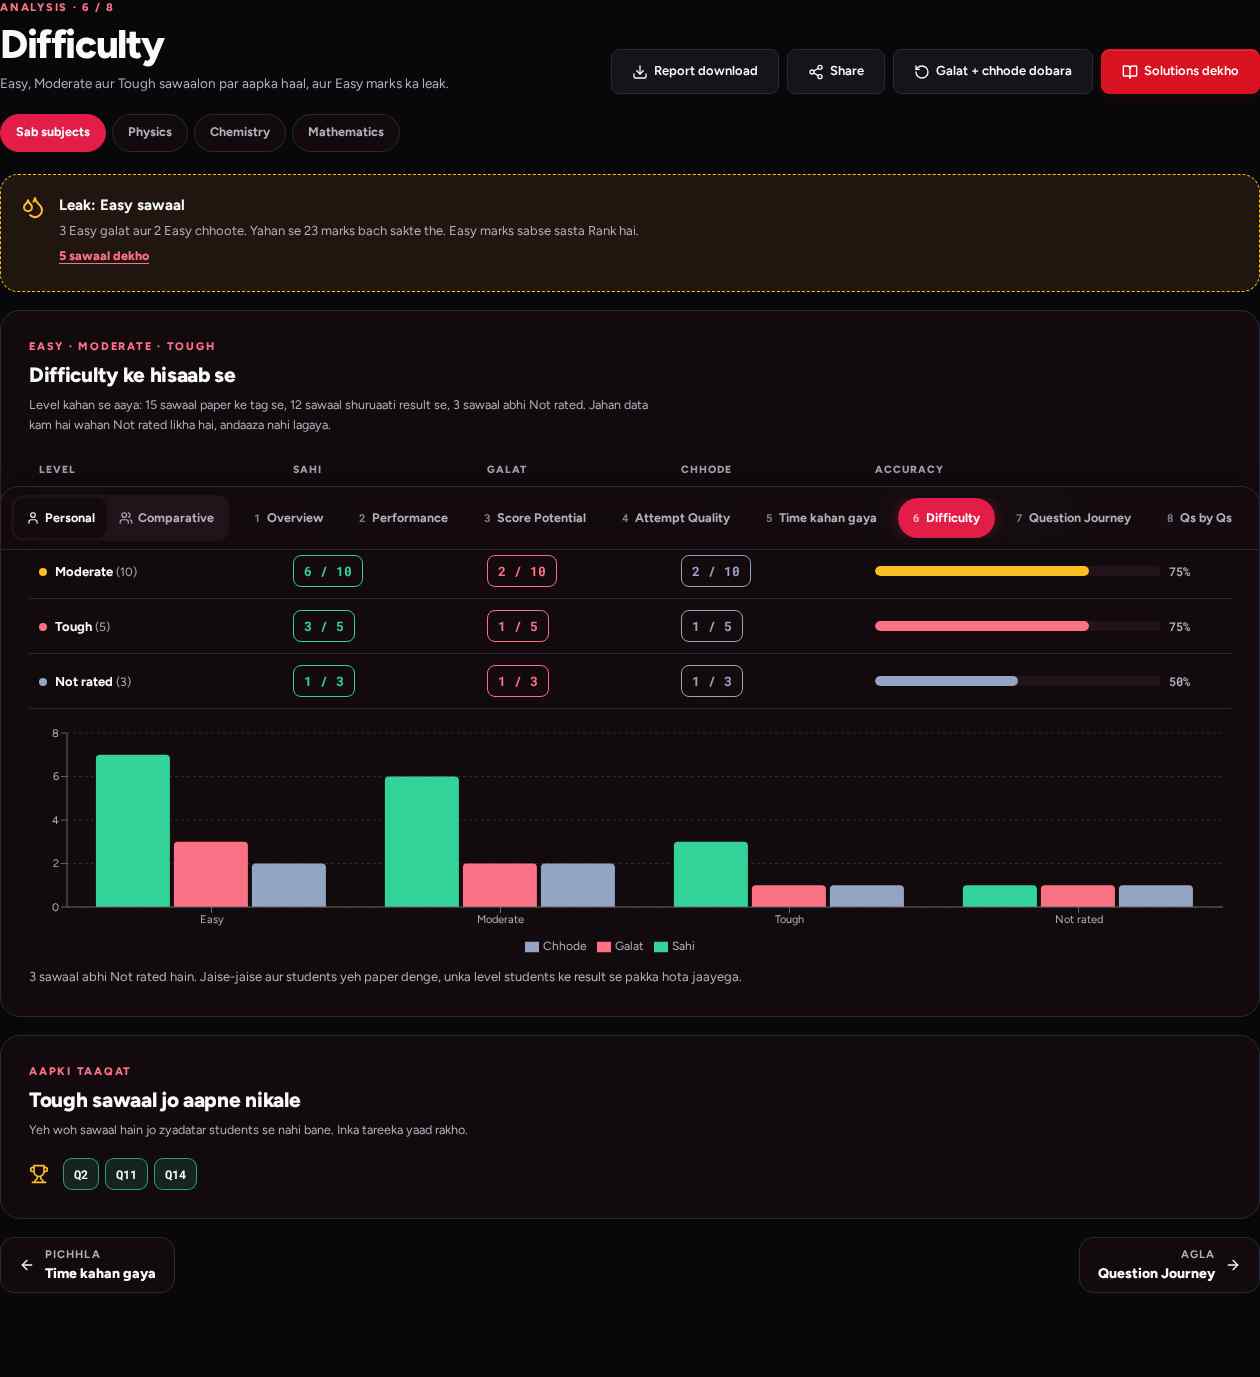 ANALYSIS · 6 / 8
Difficulty
Easy, Moderate aur Tough sawaalon par aapka haal, aur Easy marks ka leak.
Report download
Share
Galat + chhode dobara
Solutions dekho
Sab subjects
Physics
Chemistry
Mathematics
Leak: Easy sawaal
3 Easy galat aur 2 Easy chhoote. Yahan se 23 marks bach sakte the. Easy marks sabse sasta Rank hai.
5 sawaal dekho
EASY · MODERATE · TOUGH
Difficulty ke hisaab se
Level kahan se aaya: 15 sawaal paper ke tag se, 12 sawaal shuruaati result se, 3 sawaal abhi Not rated. Jahan data
kam hai wahan Not rated likha hai, andaaza nahi lagaya.
LEVEL SAHI GALAT CHHODE ACCURACY
Personal Comparative 1 Overview 2 Performance 3 Score Potential 4 Attempt Quality 5 Time kahan gaya 6 Difficulty 7 Question Journey 8 Qs by Qs
Moderate (10) 6 / 10 2 / 10 2 / 10 75%
Tough (5) 3 / 5 1 / 5 1 / 5 75%
Not rated (3) 1 / 3 1 / 3 1 / 3 50%
8
6
4
2
0
Easy Moderate Tough Not rated
Chhode Galat Sahi
3 sawaal abhi Not rated hain. Jaise-jaise aur students yeh paper denge, unka level students ke result se pakka hota jaayega.
AAPKI TAAQAT
Tough sawaal jo aapne nikale
Yeh woh sawaal hain jo zyadatar students se nahi bane. Inka tareeka yaad rakho.
Q2 Q11 Q14
PICHHLA
Time kahan gaya
AGLA
Question Journey